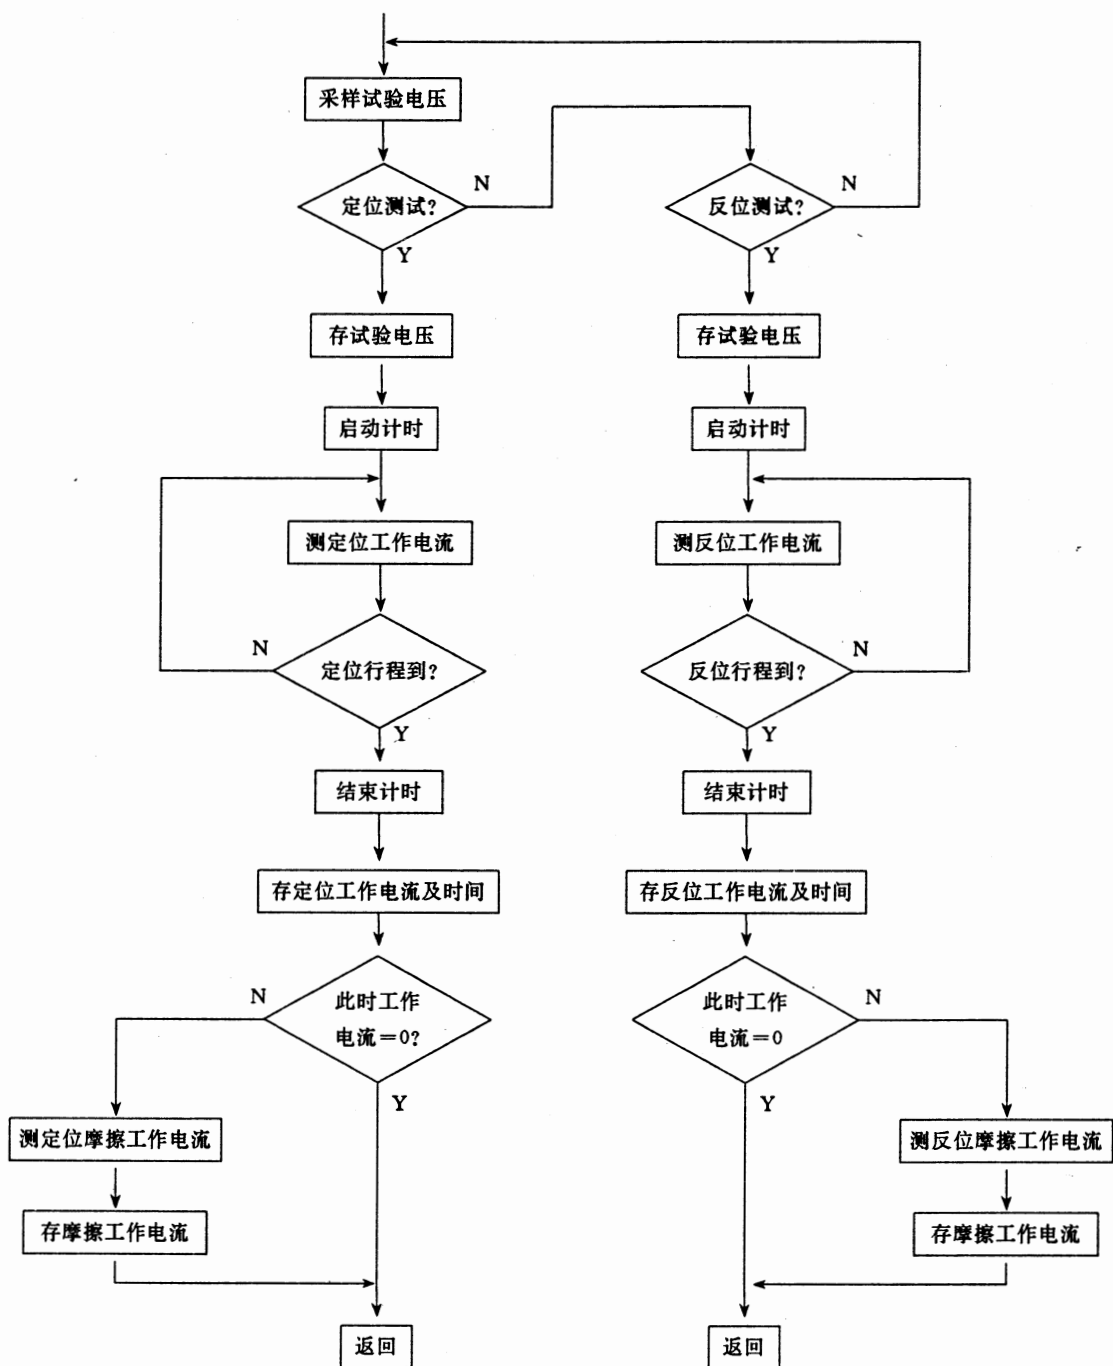 采样试验电压
定位测试?
N
反位测试?
N
Y
Y
存试验电压
存试验电压
启动计时
启动计时
测定位工作电流
测反位工作电流
N
定位行程到?
反位行程到?
N
Y
Y
结束计时
结束计时
存定位工作电流及时间
存反位工作电流及时间
N
此时工作
电流=0?
此时工作
电流=0
N
Y
Y
测定位摩擦工作电流
测反位摩擦工作电流
存摩擦工作电流
存摩擦工作电流
返回
返回